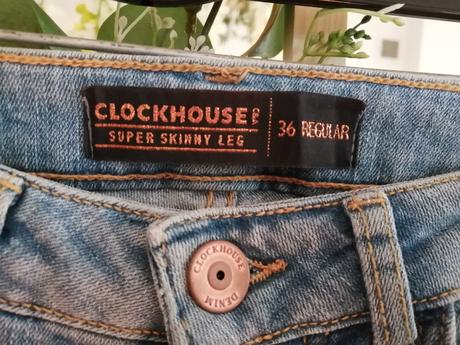 CLOCKHOUSE
SUPER SKINNY LEG
36 REGULAR
CLOCKHOUSE
DENIM